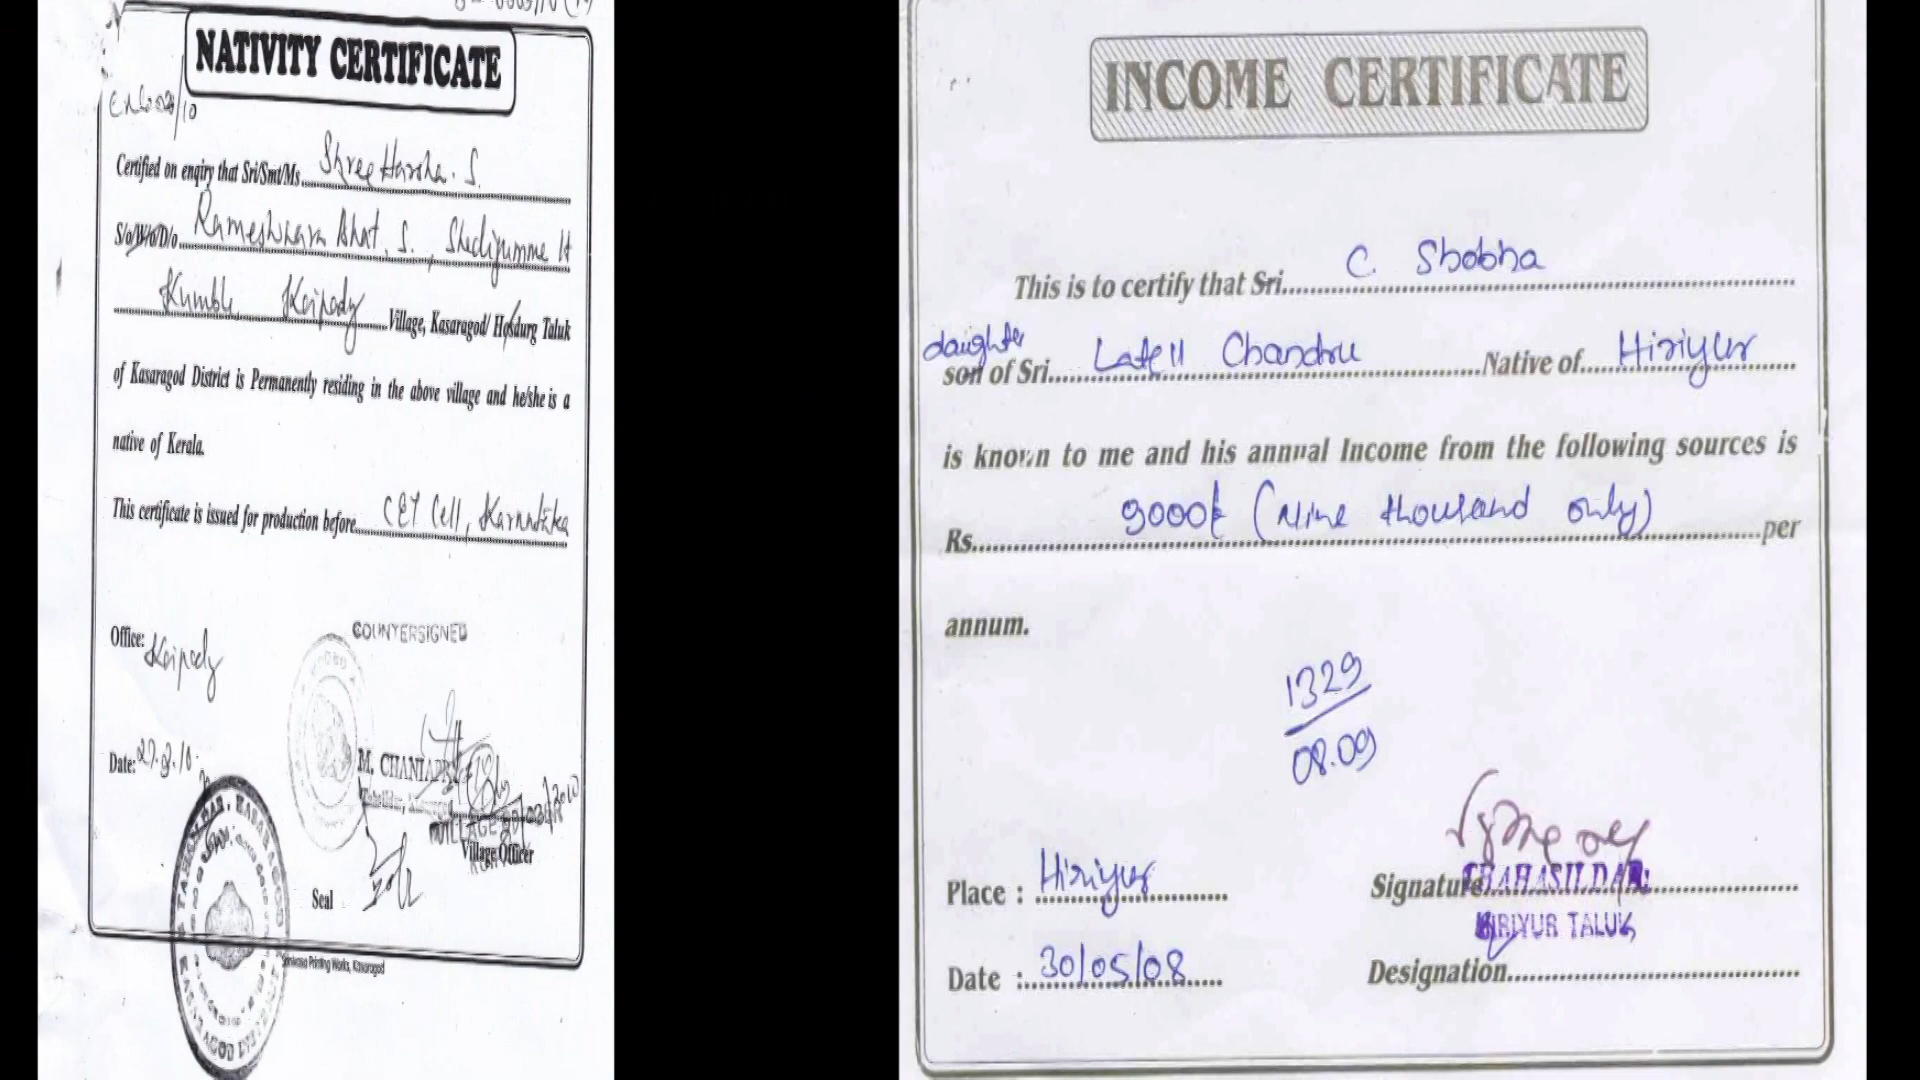 NATIVITY CERTIFICATE
Certified on enqiry that Sri/Smt/Ms Shree Harsha. S.
S/o/W/o/D/o Rameshwara Bhat. S.,
Kumble, Village, Kasaragod/ Hosdurg Taluk
of Kasaragod District is Permanently residing in the above village and he/she is a
native of Kerala.
This certificate is issued for production before CET Cell, Karnataka
Office:
COUNTERSIGNED
Date: 27.3.10.
Village Officer
Seal
Printing Works, Kasaragod
INCOME CERTIFICATE
This is to certify that Sri. C. Shobha
daughter
son of Sri. Late Chandru Native of Hiriyur
is known to me and his annual Income from the following sources is
Rs. 9000/- (Nine thousand only) per
annum.
1329
08.09
Place : Hiriyur
Signature
TAHASILDAR
HIRIYUR TALUK
Date : 30/05/08
Designation